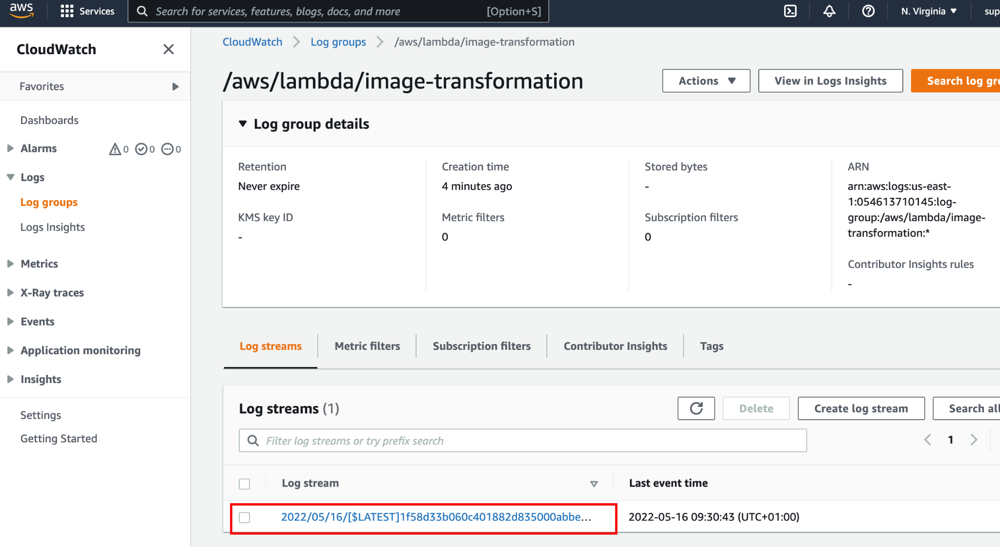 aws Services Search for services, features, blogs, docs, and more [Option+S] N. Virginia ▼ sup
CloudWatch
Favorites
Dashboards
Alarms 0 0 0
Logs
Log groups
Logs Insights
Metrics
X-Ray traces
Events
Application monitoring
Insights
Settings
Getting Started
CloudWatch Log groups /aws/lambda/image-transformation
/aws/lambda/image-transformation
Actions ▼ View in Logs Insights Search log gro
Log group details
Retention
Never expire
KMS key ID
-
Creation time
4 minutes ago
Metric filters
0
Stored bytes
-
Subscription filters
0
ARN
arn:aws:logs:us-east-
1:054613710145:log-
group:/aws/lambda/image-
transformation:*
Contributor Insights rules
-
Log streams Metric filters Subscription filters Contributor Insights Tags
Log streams (1)
Delete Create log stream Search all
Filter log streams or try prefix search
1
Log stream Last event time
2022/05/16/[$LATEST]1f58d33b060c401882d835000abbe... 2022-05-16 09:30:43 (UTC+01:00)